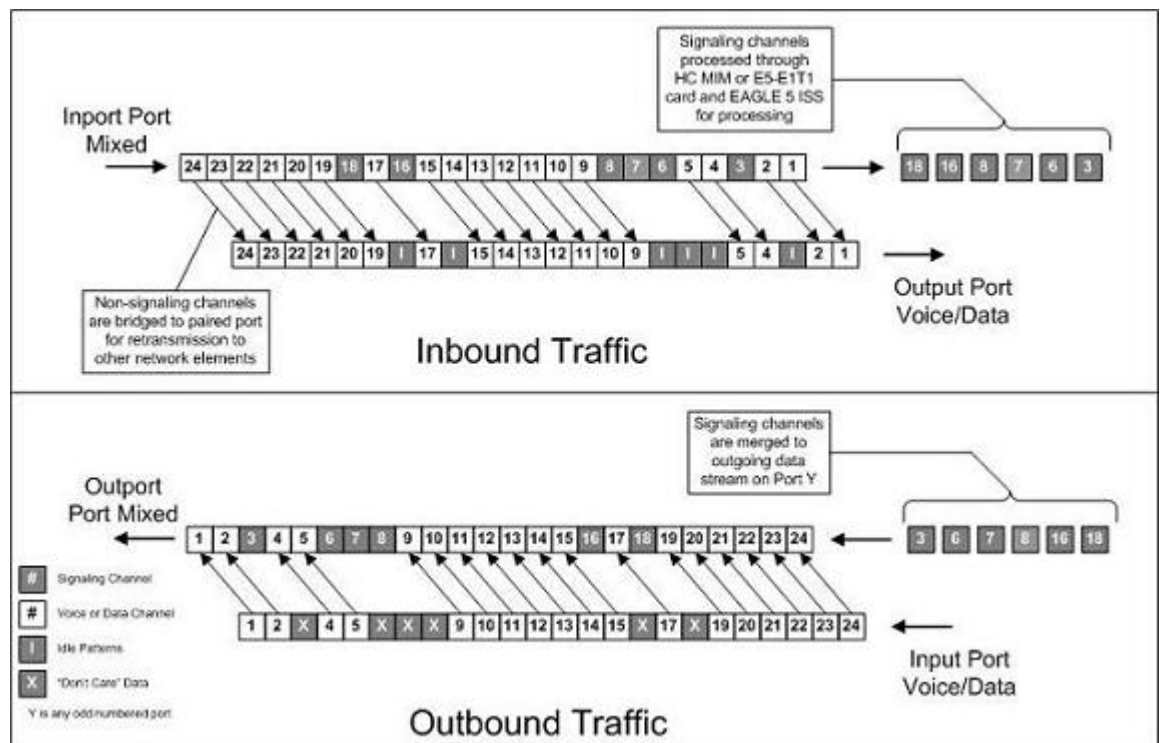 Signaling channels
processed through
HC MIM or E5-E1T1
card and EAGLE 5 ISS
for processing
Inport Port
Mixed
24 23 22 21 20 19 18 17 16 15 14 13 12 11 10 9 8 7 6 5 4 3 2 1
18 16 8 7 6 3
24 23 22 21 20 19 I 17 I 15 14 13 12 11 10 9 I I I 5 4 I 2 1
Output Port
Voice/Data
Non-signaling channels
are bridged to paired port
for retransmission to
other network elements
Inbound Traffic
Signaling channels
are merged to
outgoing data
stream on Port Y
Outport
Port Mixed
1 2 3 4 5 6 7 8 9 10 11 12 13 14 15 16 17 18 19 20 21 22 23 24
3 6 7 8 16 18
# Signaling Channel
# Voice or Data Channel
I Idle Patterns
X "Don't Care" Data
Y is any odd numbered port
1 2 X 4 5 X X X 9 10 11 12 13 14 15 X 17 X 19 20 21 22 23 24
Input Port
Voice/Data
Outbound Traffic